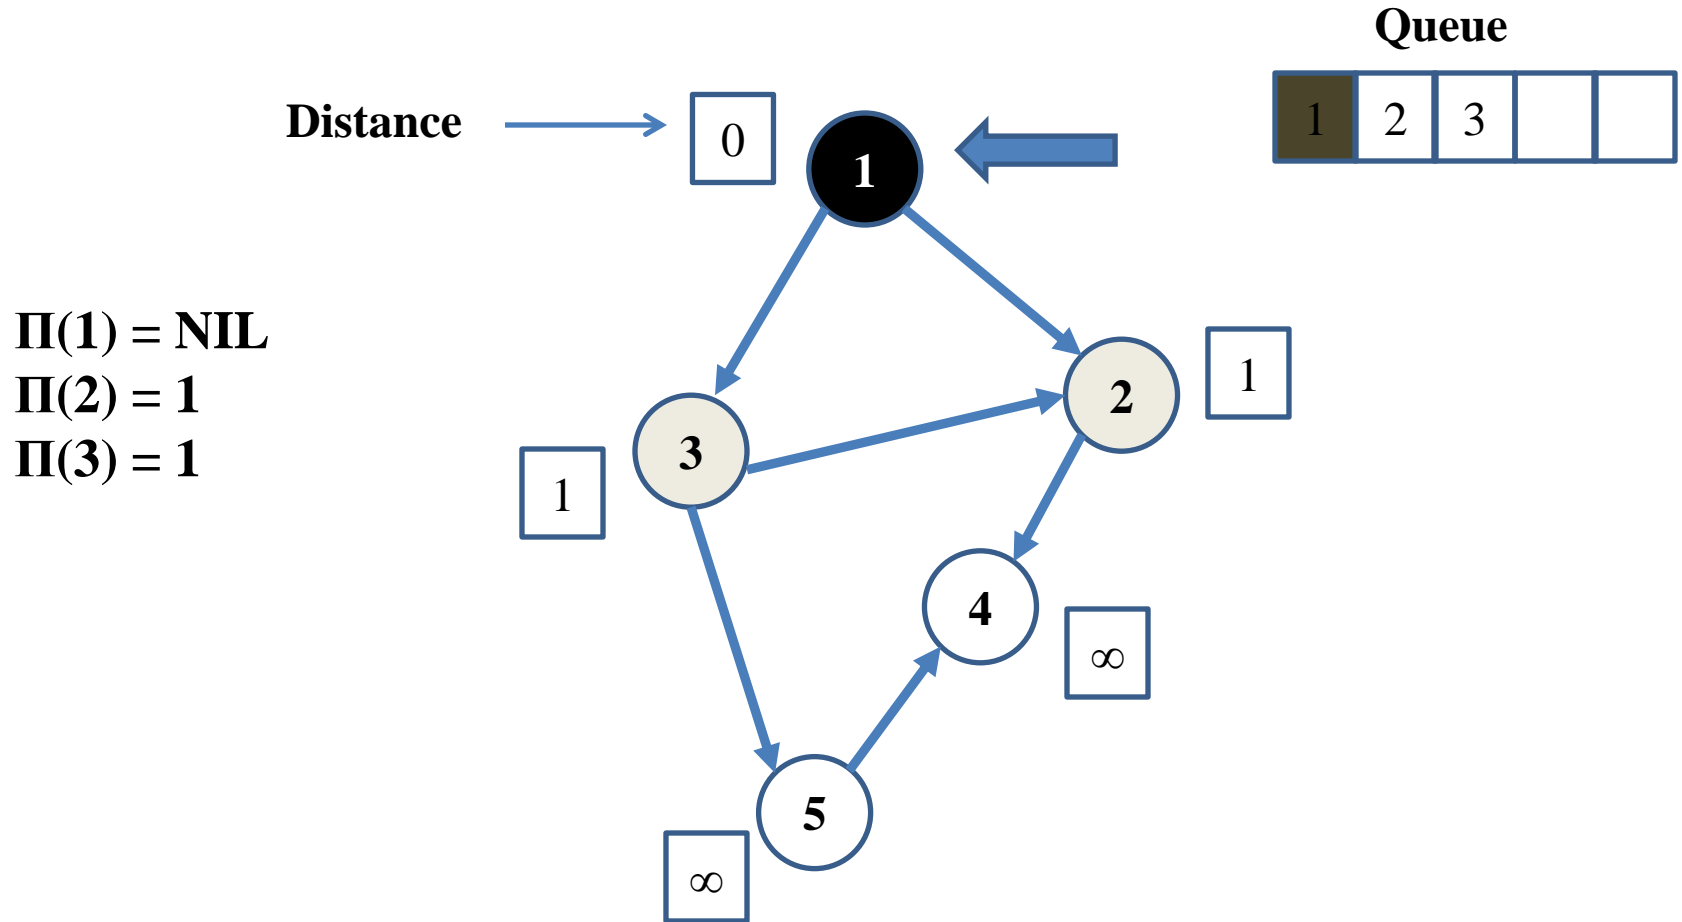 Queue
1 2 3
Distance
0
1
Π(1) = NIL
Π(2) = 1
Π(3) = 1
2
1
3
1
4
∞
5
∞